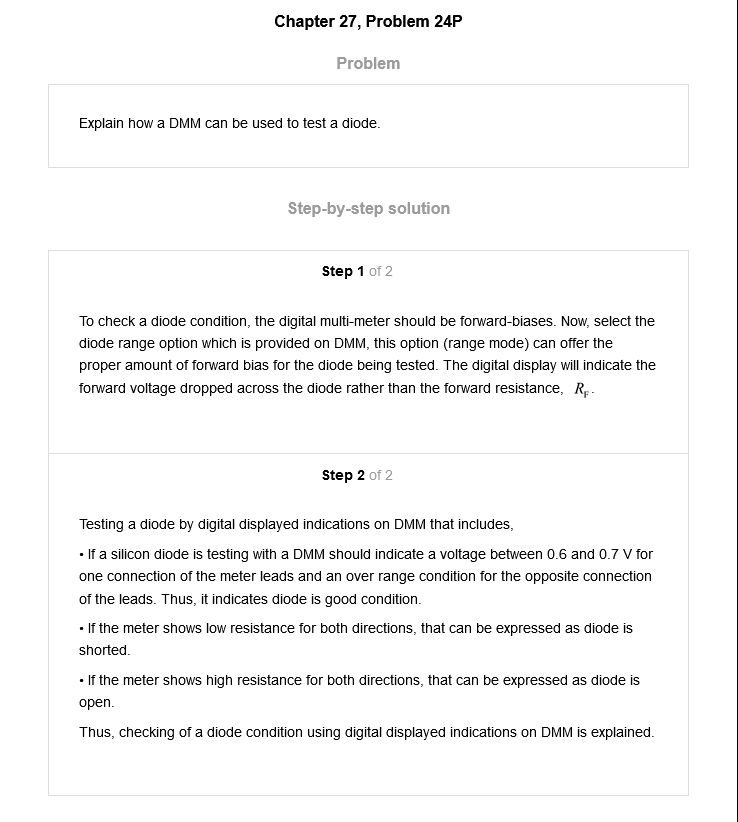 Chapter 27, Problem 24P
Problem
Explain how a DMM can be used to test a diode.
Step-by-step solution
Step 1 of 2
To check a diode condition, the digital multi-meter should be forward-biases. Now, select the
diode range option which is provided on DMM, this option (range mode) can offer the
proper amount of forward bias for the diode being tested. The digital display will indicate the
forward voltage dropped across the diode rather than the forward resistance, R_F.
Step 2 of 2
Testing a diode by digital displayed indications on DMM that includes,
• If a silicon diode is testing with a DMM should indicate a voltage between 0.6 and 0.7 V for
one connection of the meter leads and an over range condition for the opposite connection
of the leads. Thus, it indicates diode is good condition.
• If the meter shows low resistance for both directions, that can be expressed as diode is
shorted.
• If the meter shows high resistance for both directions, that can be expressed as diode is
open.
Thus, checking of a diode condition using digital displayed indications on DMM is explained.